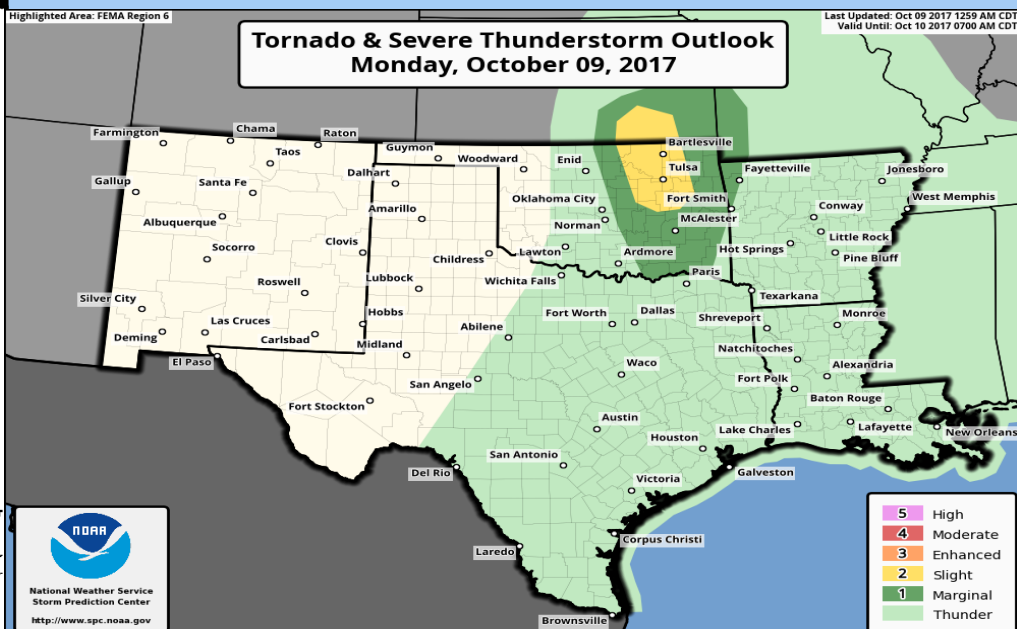 Highlighted Area: FEMA Region 6
Last Updated: Oct 09 2017 1259 AM CDT
Valid Until: Oct 10 2017 0700 AM CDT
Tornado & Severe Thunderstorm Outlook
Monday, October 09, 2017
Farmington
Chama
Raton
Taos
Guymon
Woodward
Enid
Bartlesville
Tulsa
Fayetteville
Jonesboro
Gallup
Santa Fe
Dalhart
Oklahoma City
Fort Smith
West Memphis
Albuquerque
Amarillo
Norman
McAlester
Conway
Socorro
Clovis
Childress
Lawton
Ardmore
Hot Springs
Little Rock
Pine Bluff
Roswell
Lubbock
Wichita Falls
Paris
Texarkana
Silver City
Las Cruces
Hobbs
Fort Worth
Dallas
Shreveport
Monroe
Deming
Carlsbad
Midland
Abilene
Natchitoches
El Paso
San Angelo
Waco
Fort Polk
Alexandria
Fort Stockton
Austin
Baton Rouge
Houston
Lake Charles
Lafayette
New Orleans
Del Rio
San Antonio
Victoria
Galveston
Laredo
Corpus Christi
Brownsville
NOAA
National Weather Service
Storm Prediction Center
http://www.spc.noaa.gov
5 High
4 Moderate
3 Enhanced
2 Slight
1 Marginal
Thunder